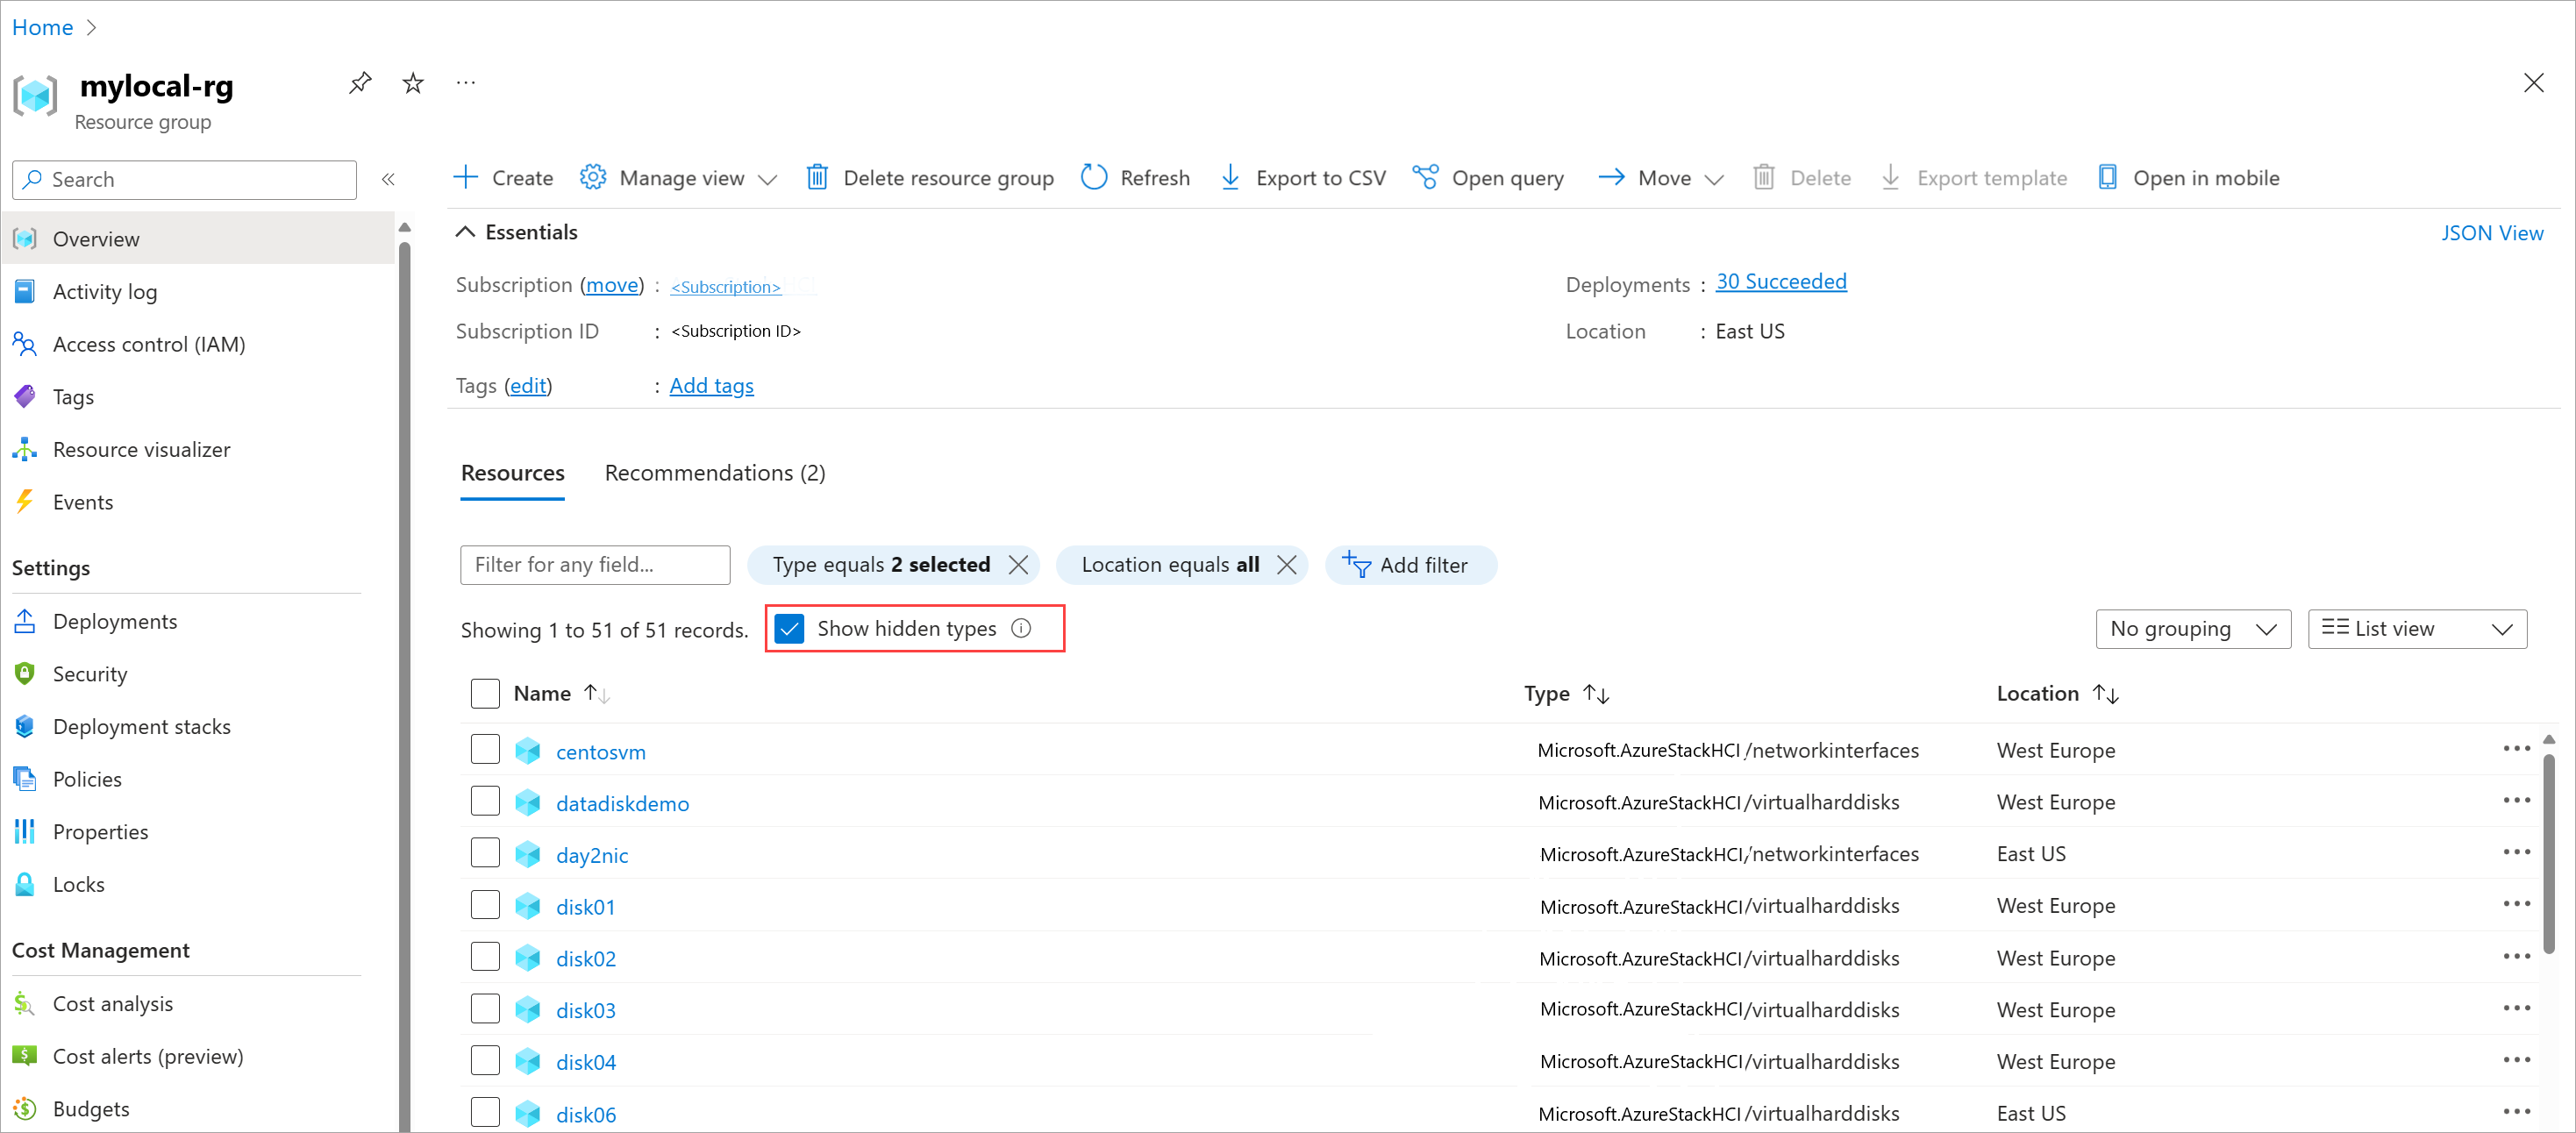 Home
mylocal-rg
Resource group
Search
Create Manage view Delete resource group Refresh Export to CSV Open query Move Delete Export template Open in mobile
Overview
Activity log
Access control (IAM)
Tags
Resource visualizer
Events
Settings
Deployments
Security
Deployment stacks
Policies
Properties
Locks
Cost Management
Cost analysis
Cost alerts (preview)
Budgets
Essentials JSON View
Subscription (move) : <Subscription> Deployments : 30 Succeeded
Subscription ID : <Subscription ID> Location : East US
Tags (edit) : Add tags
Resources Recommendations (2)
Filter for any field... Type equals 2 selected Location equals all Add filter
Showing 1 to 51 of 51 records. Show hidden types No grouping List view
Name Type Location
centosvm Microsoft.AzureStackHCI/networkinterfaces West Europe
datadiskdemo Microsoft.AzureStackHCI/virtualharddisks West Europe
day2nic Microsoft.AzureStackHCI/networkinterfaces East US
disk01 Microsoft.AzureStackHCI/virtualharddisks West Europe
disk02 Microsoft.AzureStackHCI/virtualharddisks West Europe
disk03 Microsoft.AzureStackHCI/virtualharddisks West Europe
disk04 Microsoft.AzureStackHCI/virtualharddisks West Europe
disk06 Microsoft.AzureStackHCI/virtualharddisks East US